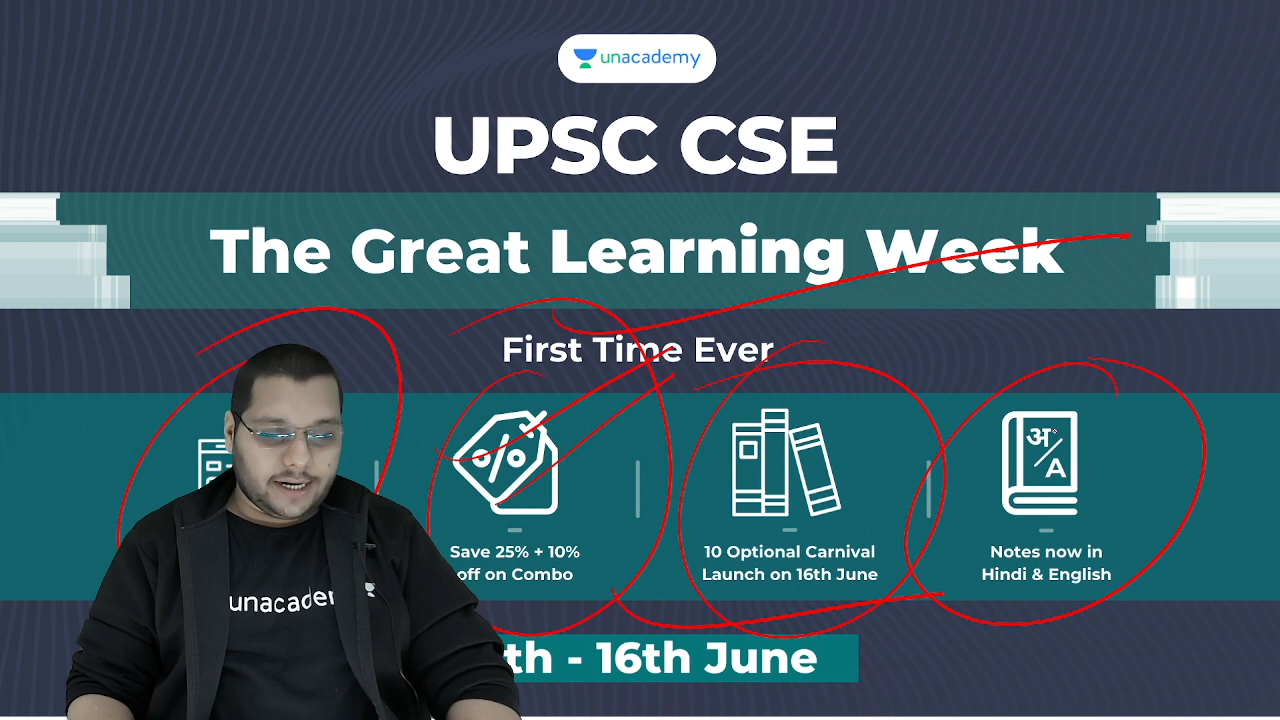 unacademy
UPSC CSE
The Great Learning Week
First Time Ever
% अ A
Save 25% + 10%
off on Combo
10 Optional Carnival
Launch on 16th June
Notes now in
Hindi & English
unacadem
th - 16th June